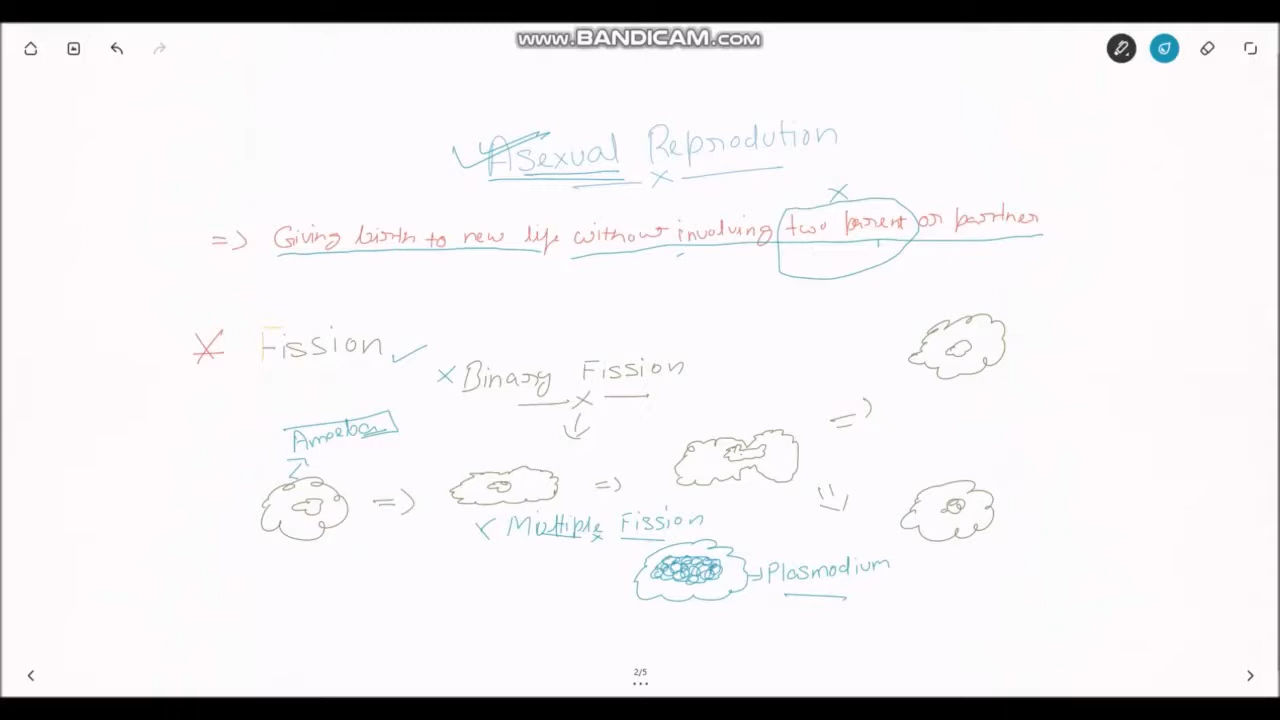 www.BANDICAM.com
Asexual Reprodution
=> Giving birth to new life without involving two parent or partner
Fission
Binary Fission
Amoeba
Multiple Fission
Plasmodium
2/5